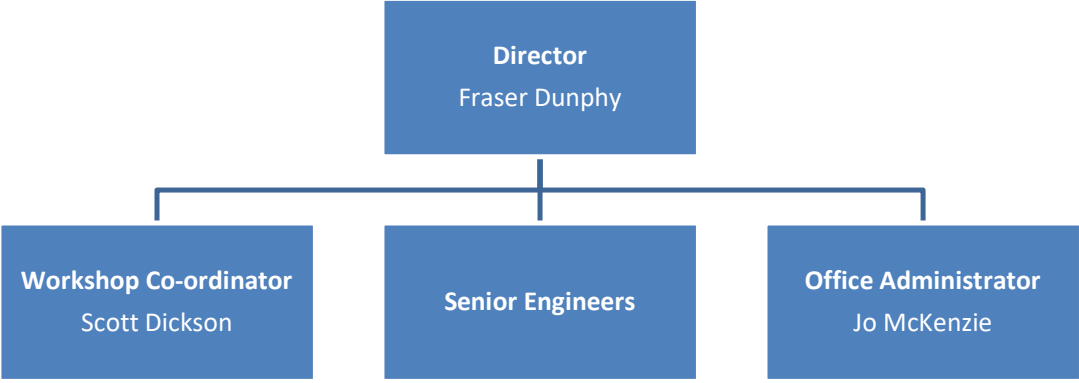 Director
Fraser Dunphy
Workshop Co-ordinator
Scott Dickson
Senior Engineers
Office Administrator
Jo McKenzie